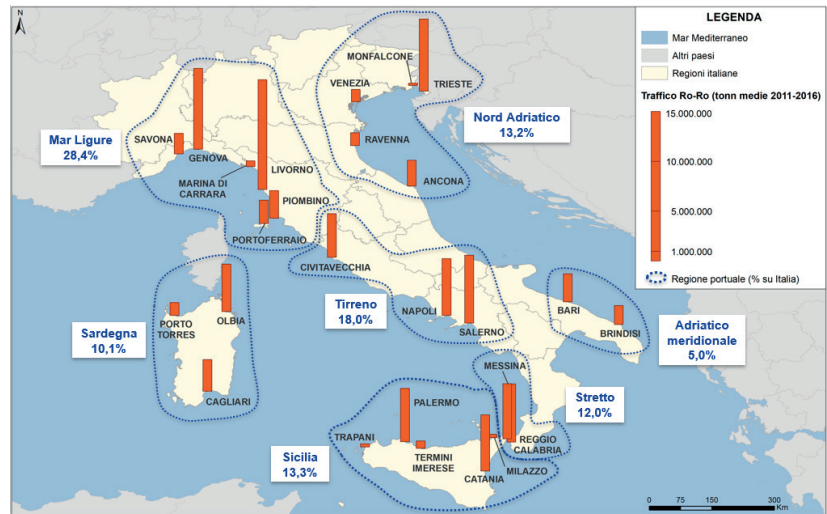 N
LEGENDA
Mar Mediterraneo
Altri paesi
Regioni italiane
Traffico Ro-Ro (tonn medie 2011-2016)
15.000.000
10.000.000
5.000.000
1.000.000
Regione portuale (% su Italia)
MONFALCONE
TRIESTE
VENEZIA
RAVENNA
ANCONA
Nord Adriatico
13,2%
Mar Ligure
28,4%
SAVONA
GENOVA
MARINA DI
CARRARA
LIVORNO
PIOMBINO
PORTOFERRAIO
CIVITAVECCHIA
Tirreno
18,0%
NAPOLI
SALERNO
BARI
BRINDISI
Adriatico
meridionale
5,0%
Sardegna
10,1%
PORTO
TORRES
OLBIA
CAGLIARI
MESSINA
REGGIO
CALABRIA
Stretto
12,0%
PALERMO
TRAPANI
TERMINI
IMERESE
CATANIA
MILAZZO
Sicilia
13,3%
0 75 150 300
Km